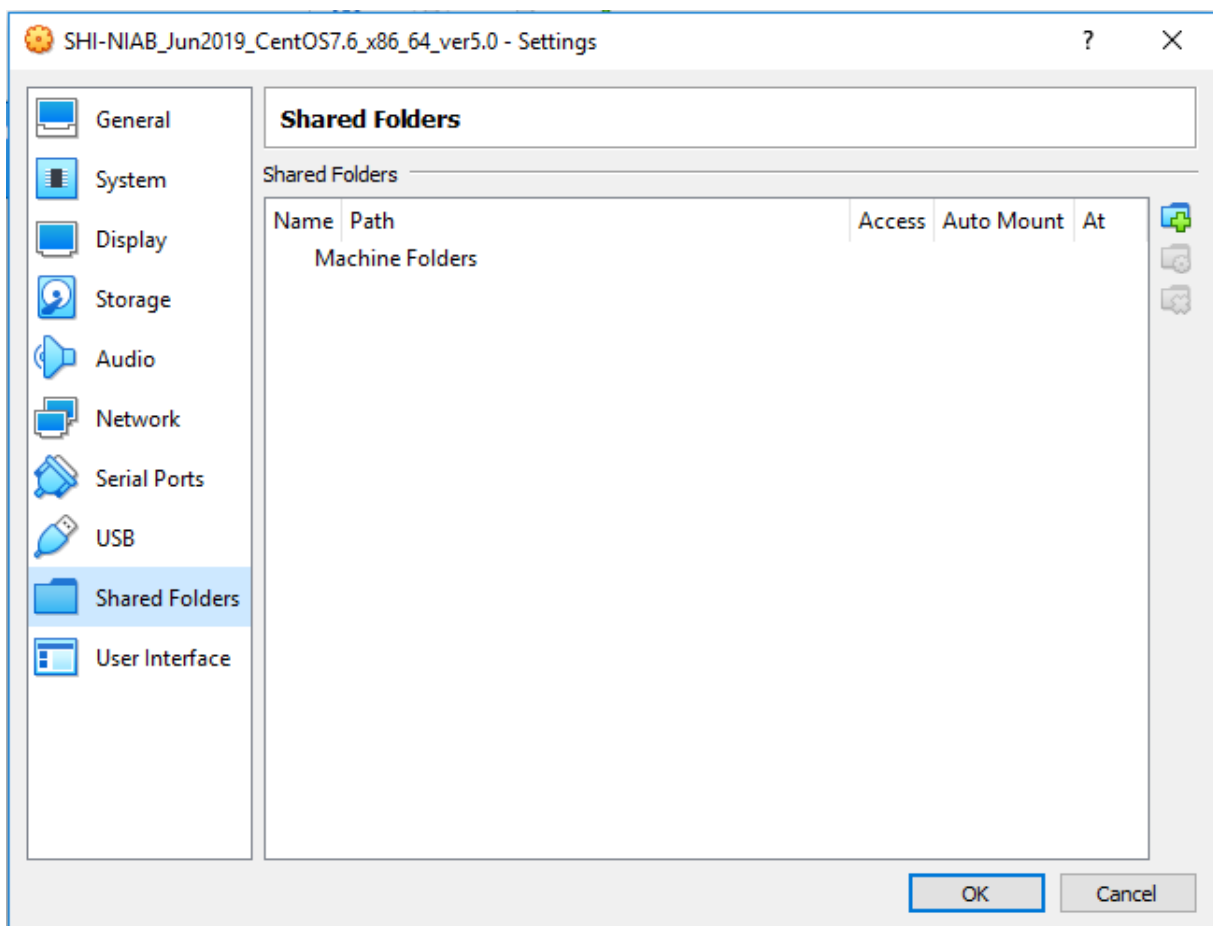 SHI-NIAB_Jun2019_CentOS7.6_x86_64_ver5.0 - Settings ? ×
General
System
Display
Storage
Audio
Network
Serial Ports
USB
Shared Folders
User Interface
Shared Folders
Shared Folders
Name Path Access Auto Mount At
Machine Folders
OK Cancel